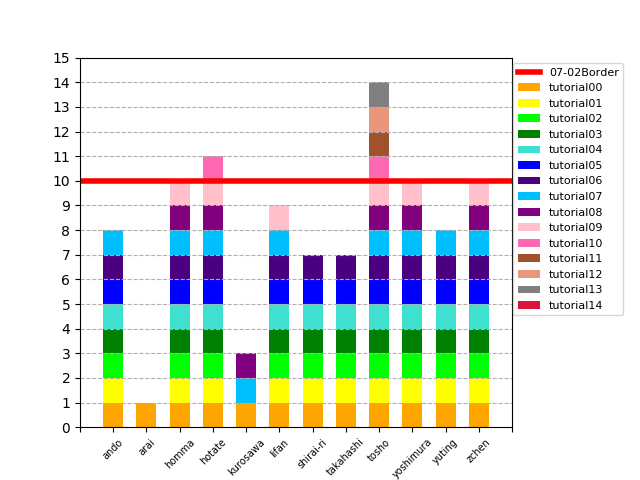 15
14
13
12
11
10
9
8
7
6
5
4
3
2
1
0
ando
arai
homma
hotate
kurosawa
lifan
shirai-ri
takahashi
tosho
yoshimura
yuting
zchen
07-02Border
tutorial00
tutorial01
tutorial02
tutorial03
tutorial04
tutorial05
tutorial06
tutorial07
tutorial08
tutorial09
tutorial10
tutorial11
tutorial12
tutorial13
tutorial14